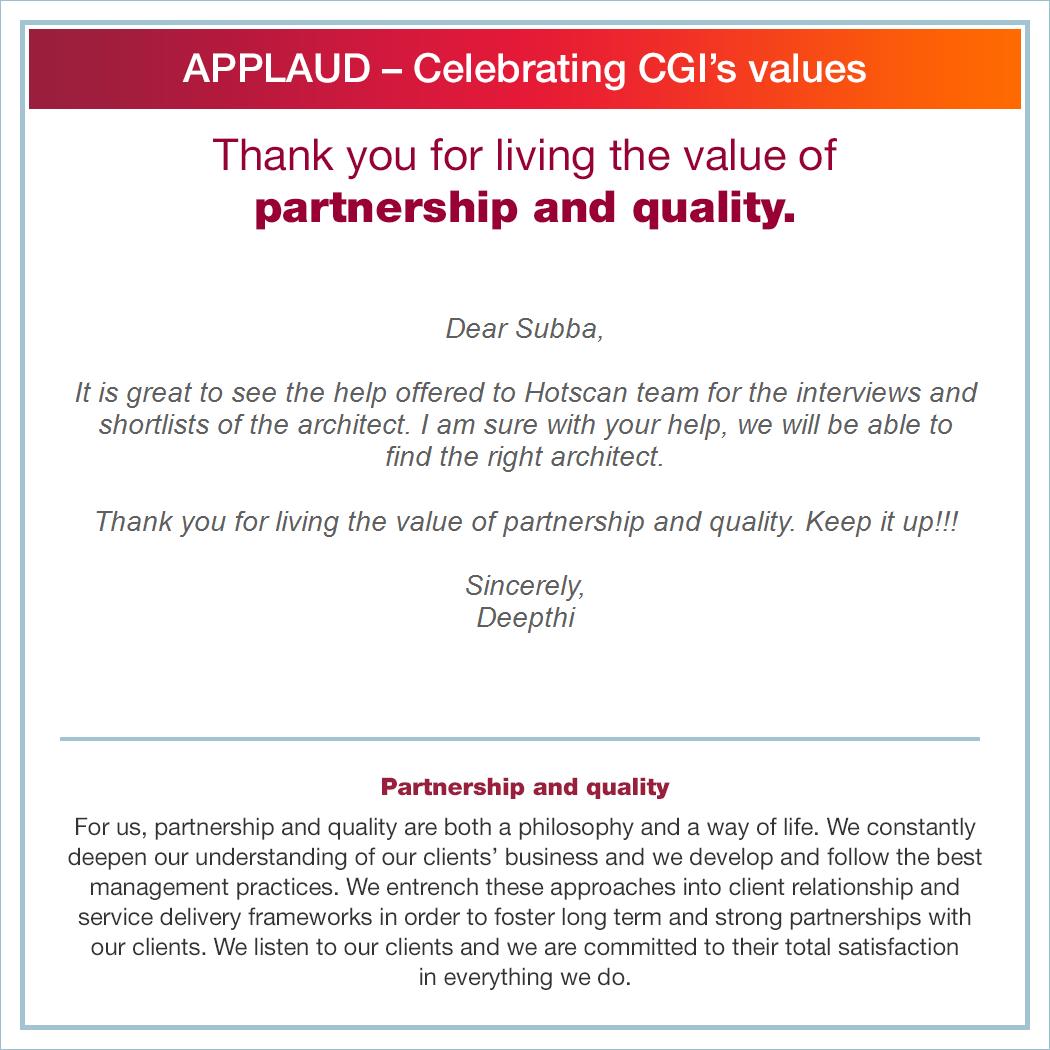 APPLAUD – Celebrating CGI’s values
Thank you for living the value of
partnership and quality.
Dear Subba,
It is great to see the help offered to Hotscan team for the interviews and
shortlists of the architect. I am sure with your help, we will be able to
find the right architect.
Thank you for living the value of partnership and quality. Keep it up!!!
Sincerely,
Deepthi
Partnership and quality
For us, partnership and quality are both a philosophy and a way of life. We constantly
deepen our understanding of our clients’ business and we develop and follow the best
management practices. We entrench these approaches into client relationship and
service delivery frameworks in order to foster long term and strong partnerships with
our clients. We listen to our clients and we are committed to their total satisfaction
in everything we do.